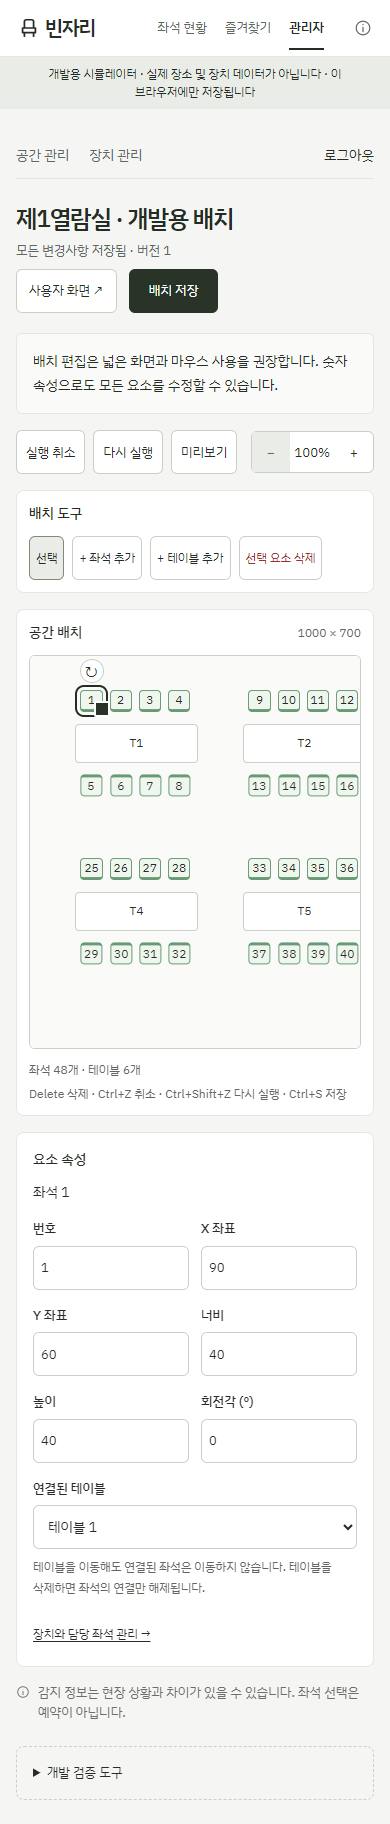 빈자리
좌석 현황 즐겨찾기 관리자
개발용 시뮬레이터 · 실제 장소 및 장치 데이터가 아닙니다 · 이
브라우저에만 저장됩니다
공간 관리 장치 관리 로그아웃
제1열람실 · 개발용 배치
모든 변경사항 저장됨 · 버전 1
사용자 화면 ↗ 배치 저장
배치 편집은 넓은 화면과 마우스 사용을 권장합니다. 숫자
속성으로도 모든 요소를 수정할 수 있습니다.
실행 취소 다시 실행 미리보기 − 100% +
배치 도구
선택 + 좌석 추가 + 테이블 추가 선택 요소 삭제
공간 배치 1000 × 700
↻
1 2 3 4 9 10 11 12
T1 T2
5 6 7 8 13 14 15 16
25 26 27 28 33 34 35 36
T4 T5
29 30 31 32 37 38 39 40
좌석 48개 · 테이블 6개
Delete 삭제 · Ctrl+Z 취소 · Ctrl+Shift+Z 다시 실행 · Ctrl+S 저장
요소 속성
좌석 1
번호 X 좌표
1 90
Y 좌표 너비
60 40
높이 회전각 (°)
40 0
연결된 테이블
테이블 1
테이블을 이동해도 연결된 좌석은 이동하지 않습니다. 테이블을
삭제하면 좌석의 연결만 해제됩니다.
장치와 담당 좌석 관리 →
감지 정보는 현장 상황과 차이가 있을 수 있습니다. 좌석 선택은
예약이 아닙니다.
▶ 개발 검증 도구